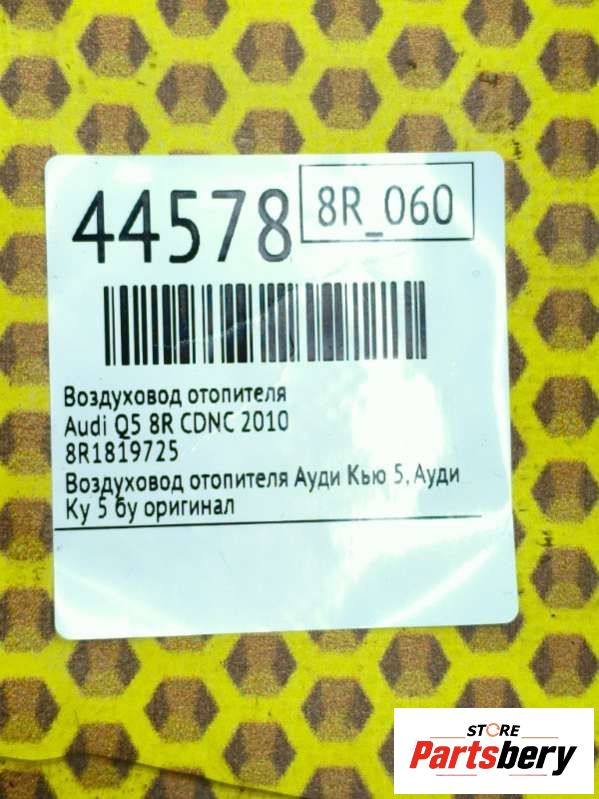 44578
8R_060
Воздуховод отопителя
Audi Q5 8R CDNC 2010
8R1819725
Воздуховод отопителя Ауди Кью 5, Ауди
Ку 5 бу оригинал
STORE
Partsbery